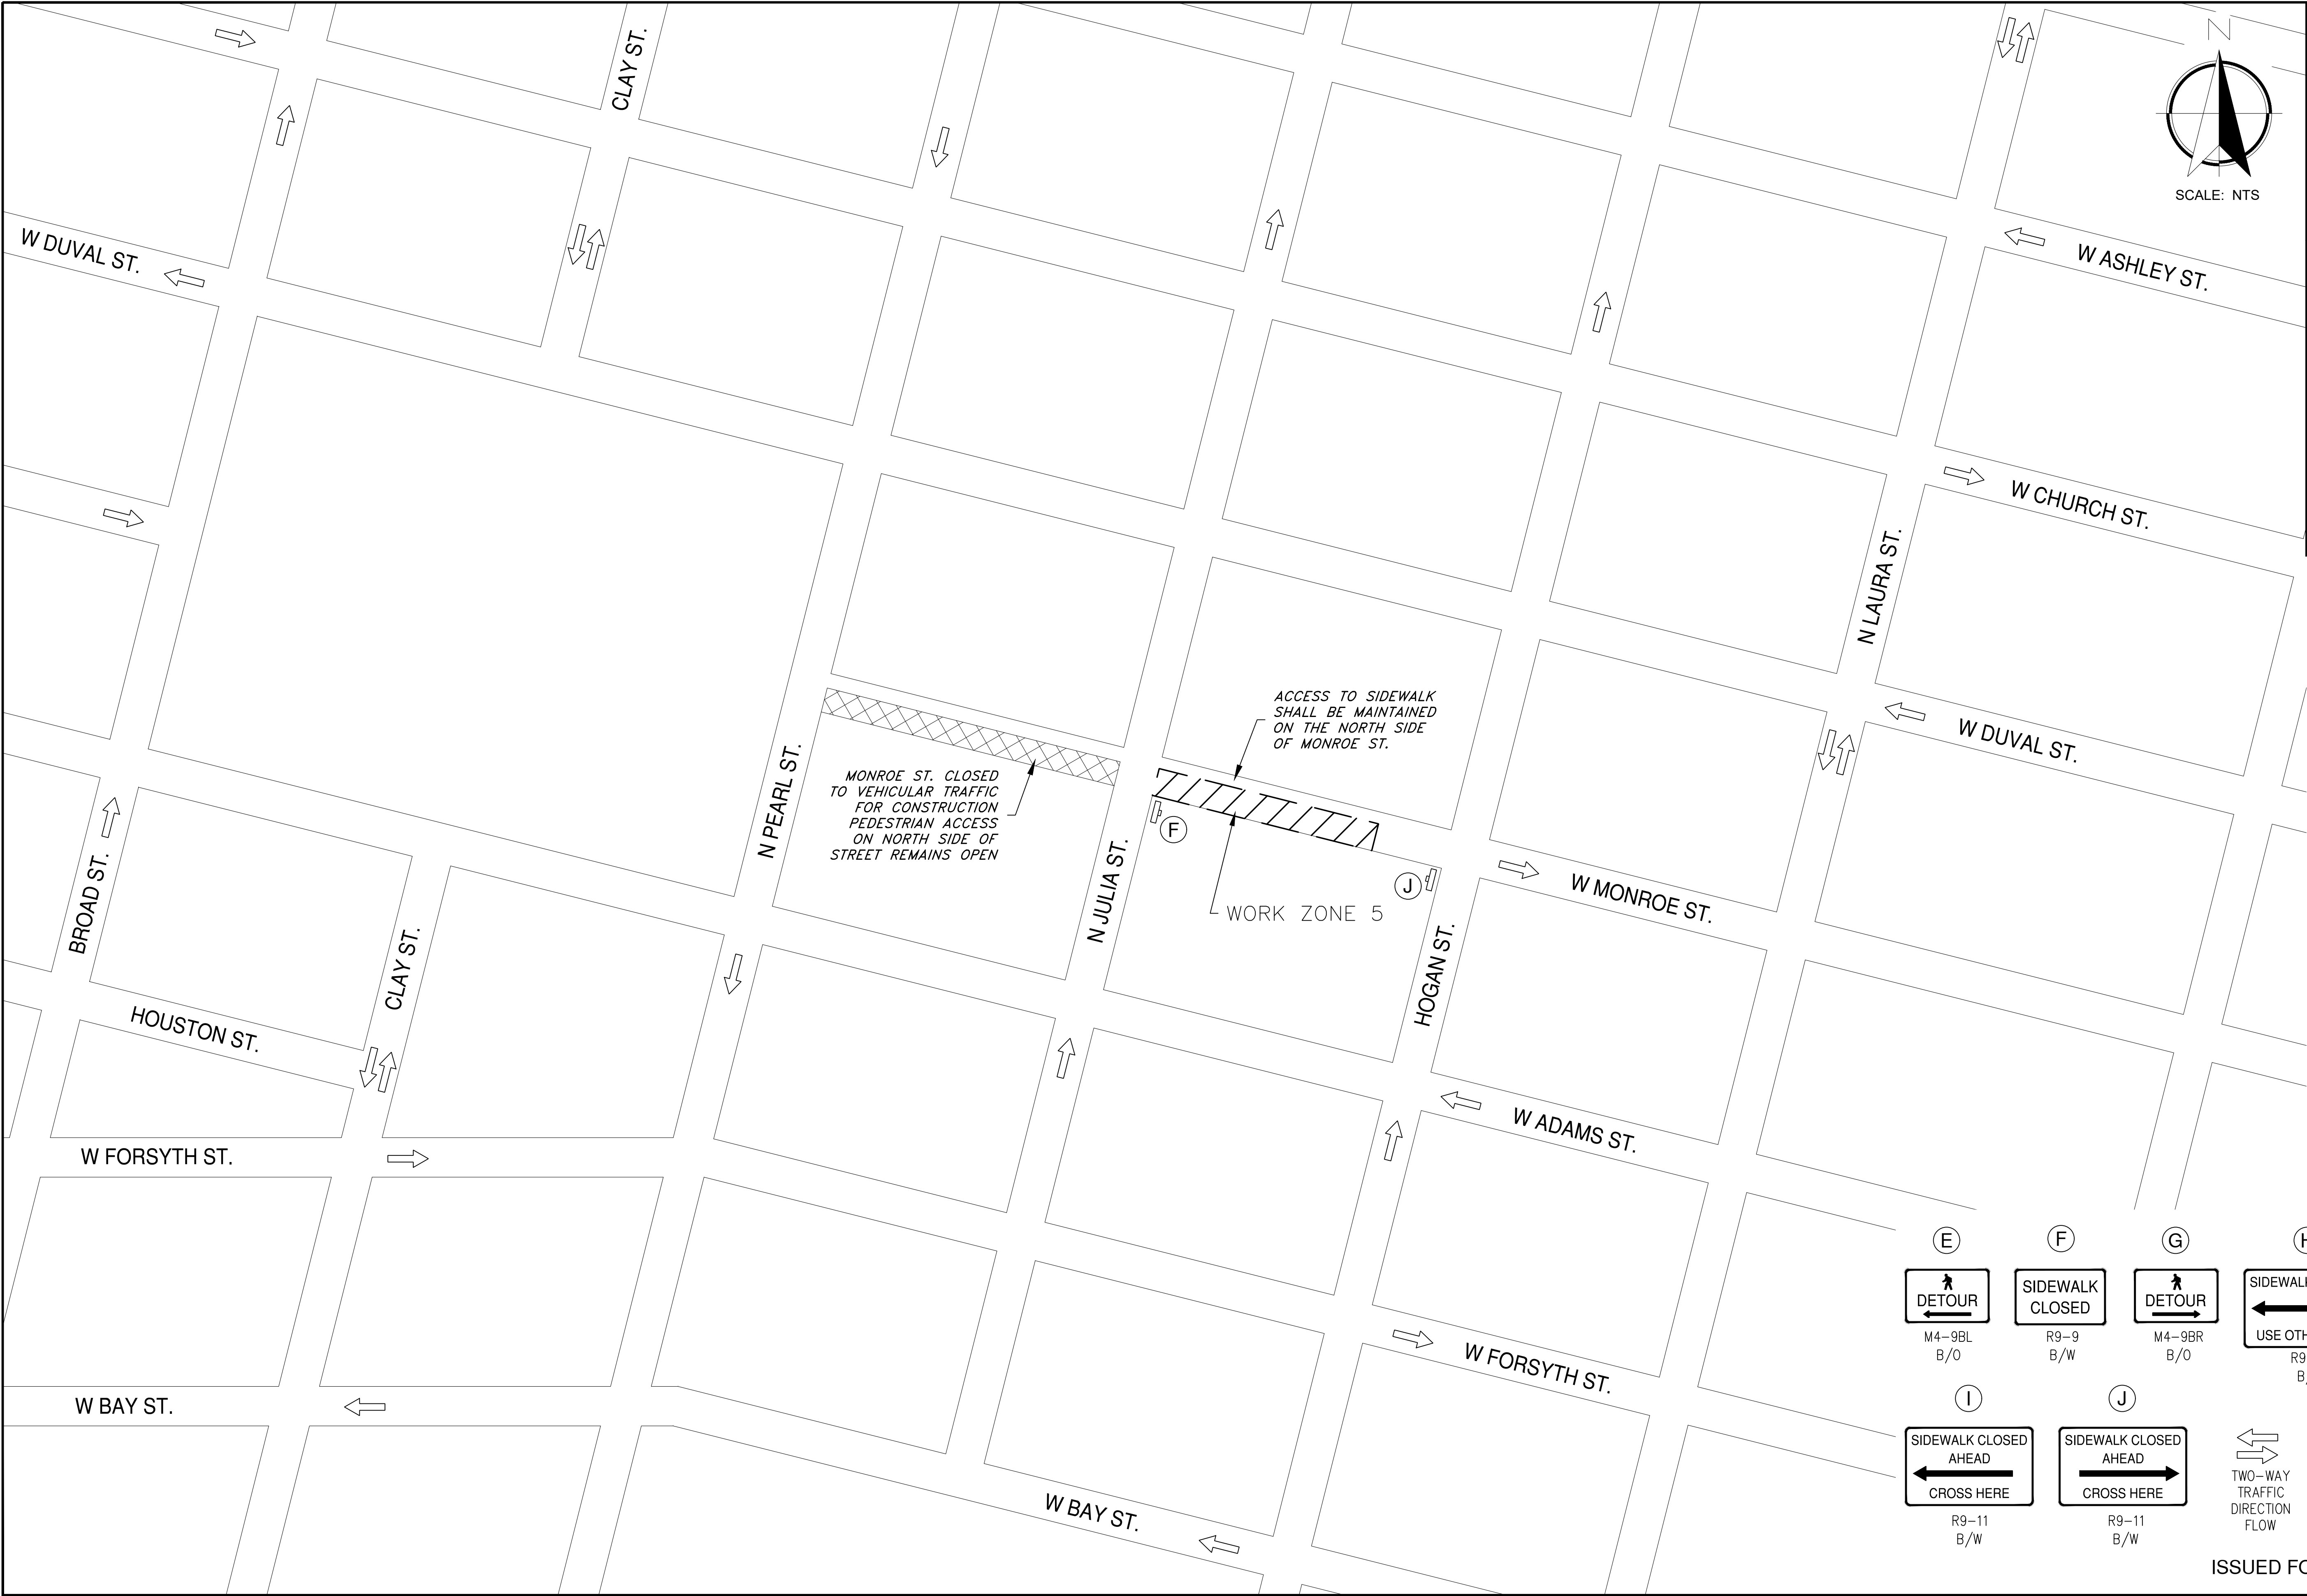 CLAY ST.
N
SCALE: NTS
W DUVAL ST.
W ASHLEY ST.
W CHURCH ST.
N LAURA ST.
ACCESS TO SIDEWALK
SHALL BE MAINTAINED
ON THE NORTH SIDE
OF MONROE ST.
W DUVAL ST.
N PEARL ST.
MONROE ST. CLOSED
TO VEHICULAR TRAFFIC
FOR CONSTRUCTION
PEDESTRIAN ACCESS
ON NORTH SIDE OF
STREET REMAINS OPEN
F
J
WORK ZONE 5
N JULIA ST.
W MONROE ST.
BROAD ST.
CLAY ST.
HOGAN ST.
HOUSTON ST.
W ADAMS ST.
W FORSYTH ST.
W FORSYTH ST.
W BAY ST.
W BAY ST.
E
DETOUR
M4-9BL
B/O
F
SIDEWALK
CLOSED
R9-9
B/W
G
DETOUR
M4-9BR
B/O
SIDEWALK
USE
R9
B/
I
SIDEWALK CLOSED
AHEAD
CROSS HERE
R9-11
B/W
J
SIDEWALK CLOSED
AHEAD
CROSS HERE
R9-11
B/W
TWO-WAY
TRAFFIC
DIRECTION
FLOW
ISSUED